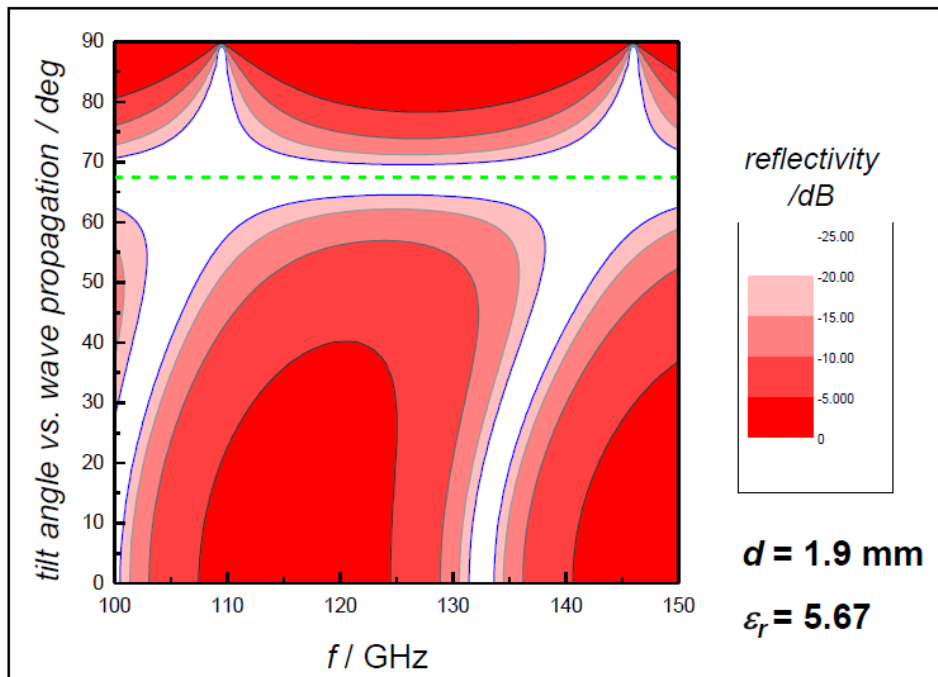 90
80
70
60
50
40
30
20
10
0
tilt angle vs. wave propagation / deg
100 110 120 130 140 150
f / GHz
reflectivity
/dB
-25.00
-20.00
-15.00
-10.00
-5.000
0
d = 1.9 mm
εr = 5.67